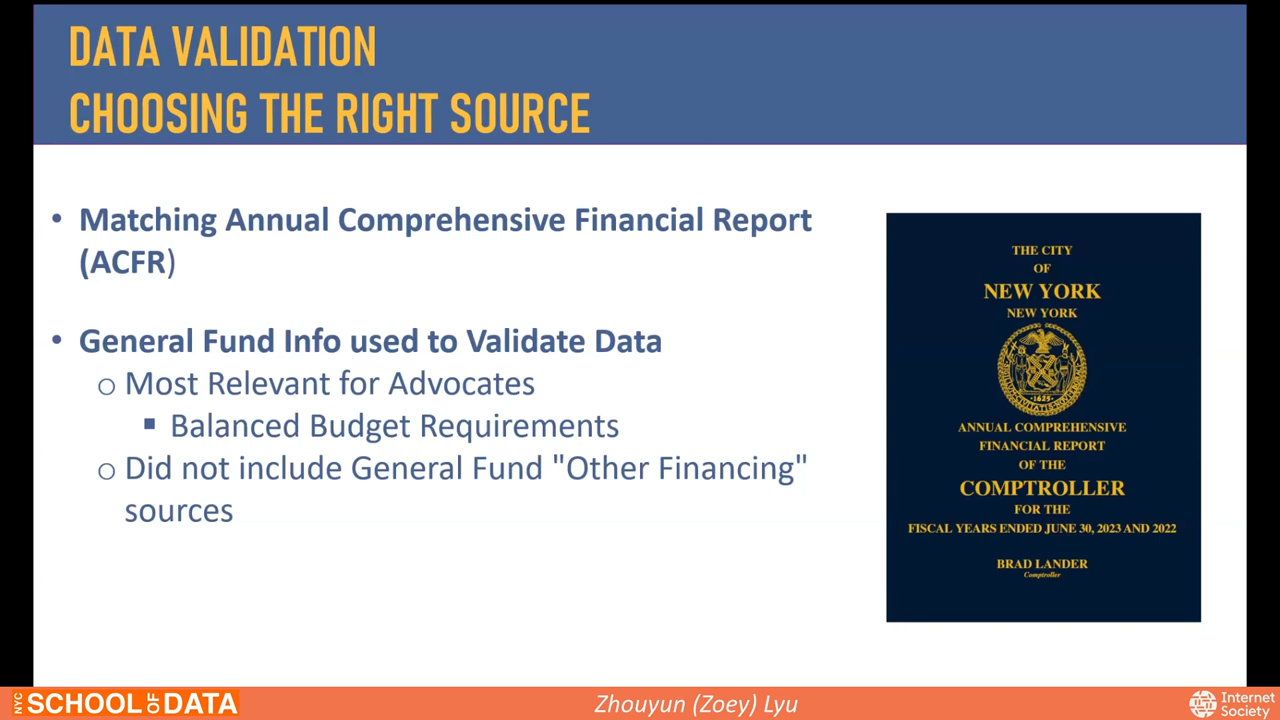 DATA VALIDATION
CHOOSING THE RIGHT SOURCE
• Matching Annual Comprehensive Financial Report
(ACFR)
• General Fund Info used to Validate Data
o Most Relevant for Advocates
▪ Balanced Budget Requirements
o Did not include General Fund "Other Financing"
sources
THE CITY
OF
NEW YORK
NEW YORK
1625
ANNUAL COMPREHENSIVE
FINANCIAL REPORT
OF THE
COMPTROLLER
FOR THE
FISCAL YEARS ENDED JUNE 30, 2023 AND 2022
BRAD LANDER
Comptroller
NYC SCHOOL OF DATA
Zhouyun (Zoey) Lyu
Internet
Society